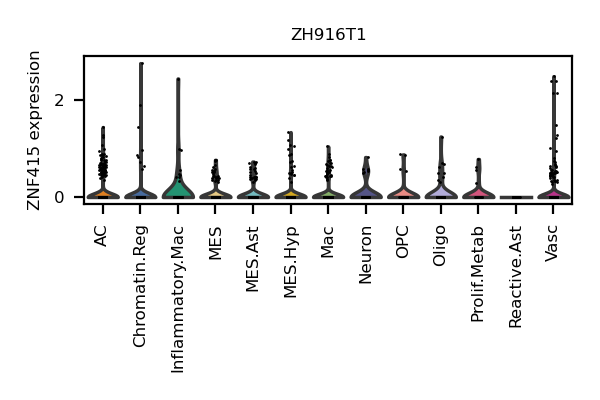 ZH916T1
ZNF415 expression
2
0
AC
Chromatin.Reg
Inflammatory.Mac
MES
MES.Ast
MES.Hyp
Mac
Neuron
OPC
Oligo
Prolif.Metab
Reactive.Ast
Vasc